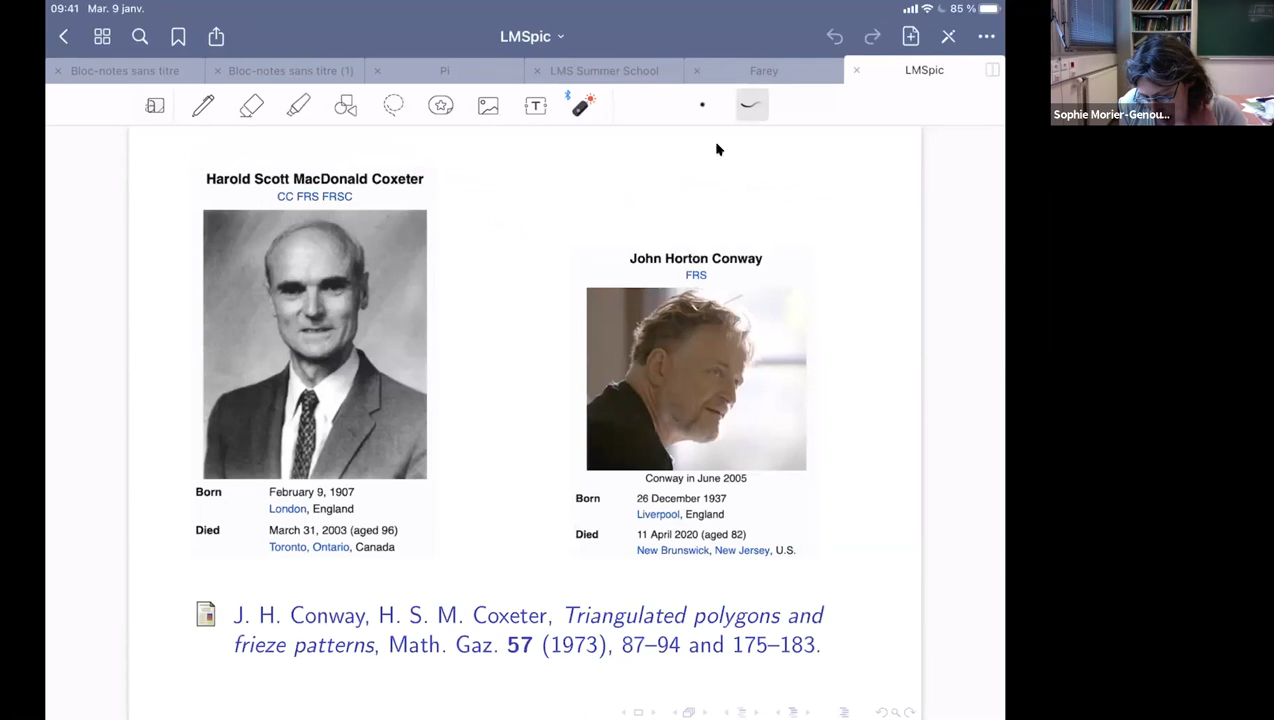 09:41 Mar. 9 janv.
85 %
LMSpic
Bloc-notes sans titre
Bloc-notes sans titre (1)
Pi
LMS Summer School
Farey
LMSpic
T
Sophie Morier-Genou...
Harold Scott MacDonald Coxeter
CC FRS FRSC
Born February 9, 1907
London, England
Died March 31, 2003 (aged 96)
Toronto, Ontario, Canada
John Horton Conway
FRS
Conway in June 2005
Born 26 December 1937
Liverpool, England
Died 11 April 2020 (aged 82)
New Brunswick, New Jersey, U.S.
J. H. Conway, H. S. M. Coxeter, Triangulated polygons and
frieze patterns, Math. Gaz. 57 (1973), 87–94 and 175–183.